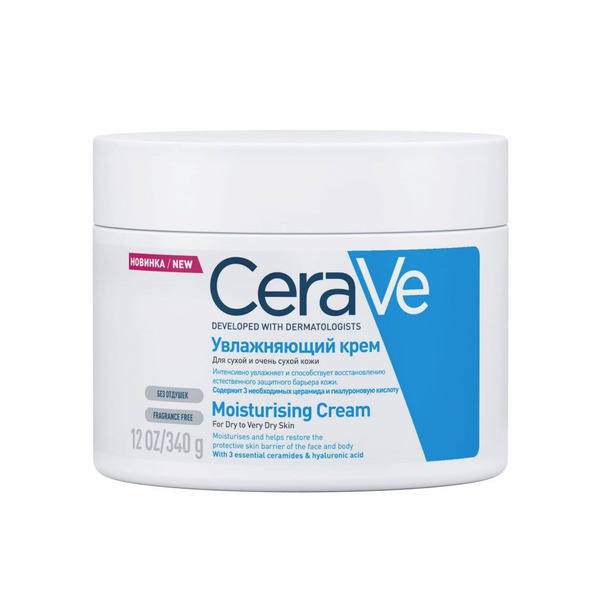 НОВИНКА / NEW
CeraVe
DEVELOPED WITH DERMATOLOGISTS
Увлажняющий крем
Для сухой и очень сухой кожи
Интенсивно увлажняет и способствует восстановлению
естественного защитного барьера кожи.
Содержит 3 необходимых церамида и гиалуроновую кислоту
БЕЗ ОТДУШЕК
FRAGRANCE FREE
12 OZ/340 g
Moisturising Cream
For Dry to Very Dry Skin
Moisturises and helps restore the
protective skin barrier of the face and body
With 3 essential ceramides & hyaluronic acid